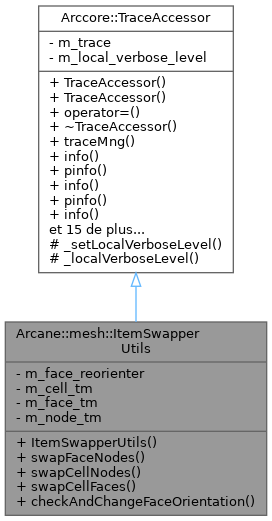 Arccore::TraceAccessor
- m_trace
- m_local_verbose_level
+ TraceAccessor()
+ TraceAccessor()
+ operator=()
+ ~TraceAccessor()
+ traceMng()
+ info()
+ pinfo()
+ info()
+ pinfo()
+ info()
et 15 de plus...
# _setLocalVerboseLevel()
# _localVerboseLevel()
Arcane::mesh::ItemSwapper
Utils
- m_face_reorienter
- m_cell_tm
- m_face_tm
- m_node_tm
+ ItemSwapperUtils()
+ swapFaceNodes()
+ swapCellNodes()
+ swapCellFaces()
+ checkAndChangeFaceOrientation()